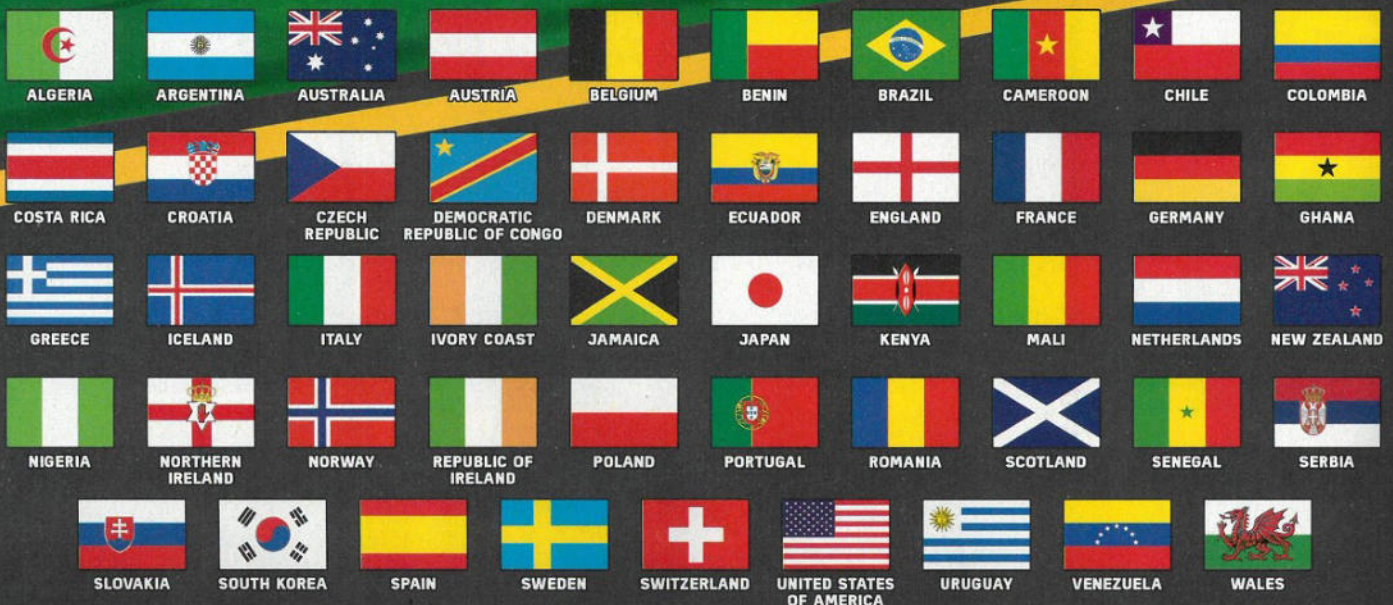 ALGERIA
ARGENTINA
AUSTRALIA
AUSTRIA
BELGIUM
BENIN
BRAZIL
CAMEROON
CHILE
COLOMBIA
COSTA RICA
CROATIA
CZECH
REPUBLIC
DEMOCRATIC
REPUBLIC OF CONGO
DENMARK
ECUADOR
ENGLAND
FRANCE
GERMANY
GHANA
GREECE
ICELAND
ITALY
IVORY COAST
JAMAICA
JAPAN
KENYA
MALI
NETHERLANDS
NEW ZEALAND
NIGERIA
NORTHERN
IRELAND
NORWAY
REPUBLIC OF
IRELAND
POLAND
PORTUGAL
ROMANIA
SCOTLAND
SENEGAL
SERBIA
SLOVAKIA
SOUTH KOREA
SPAIN
SWEDEN
SWITZERLAND
UNITED STATES
OF AMERICA
URUGUAY
VENEZUELA
WALES